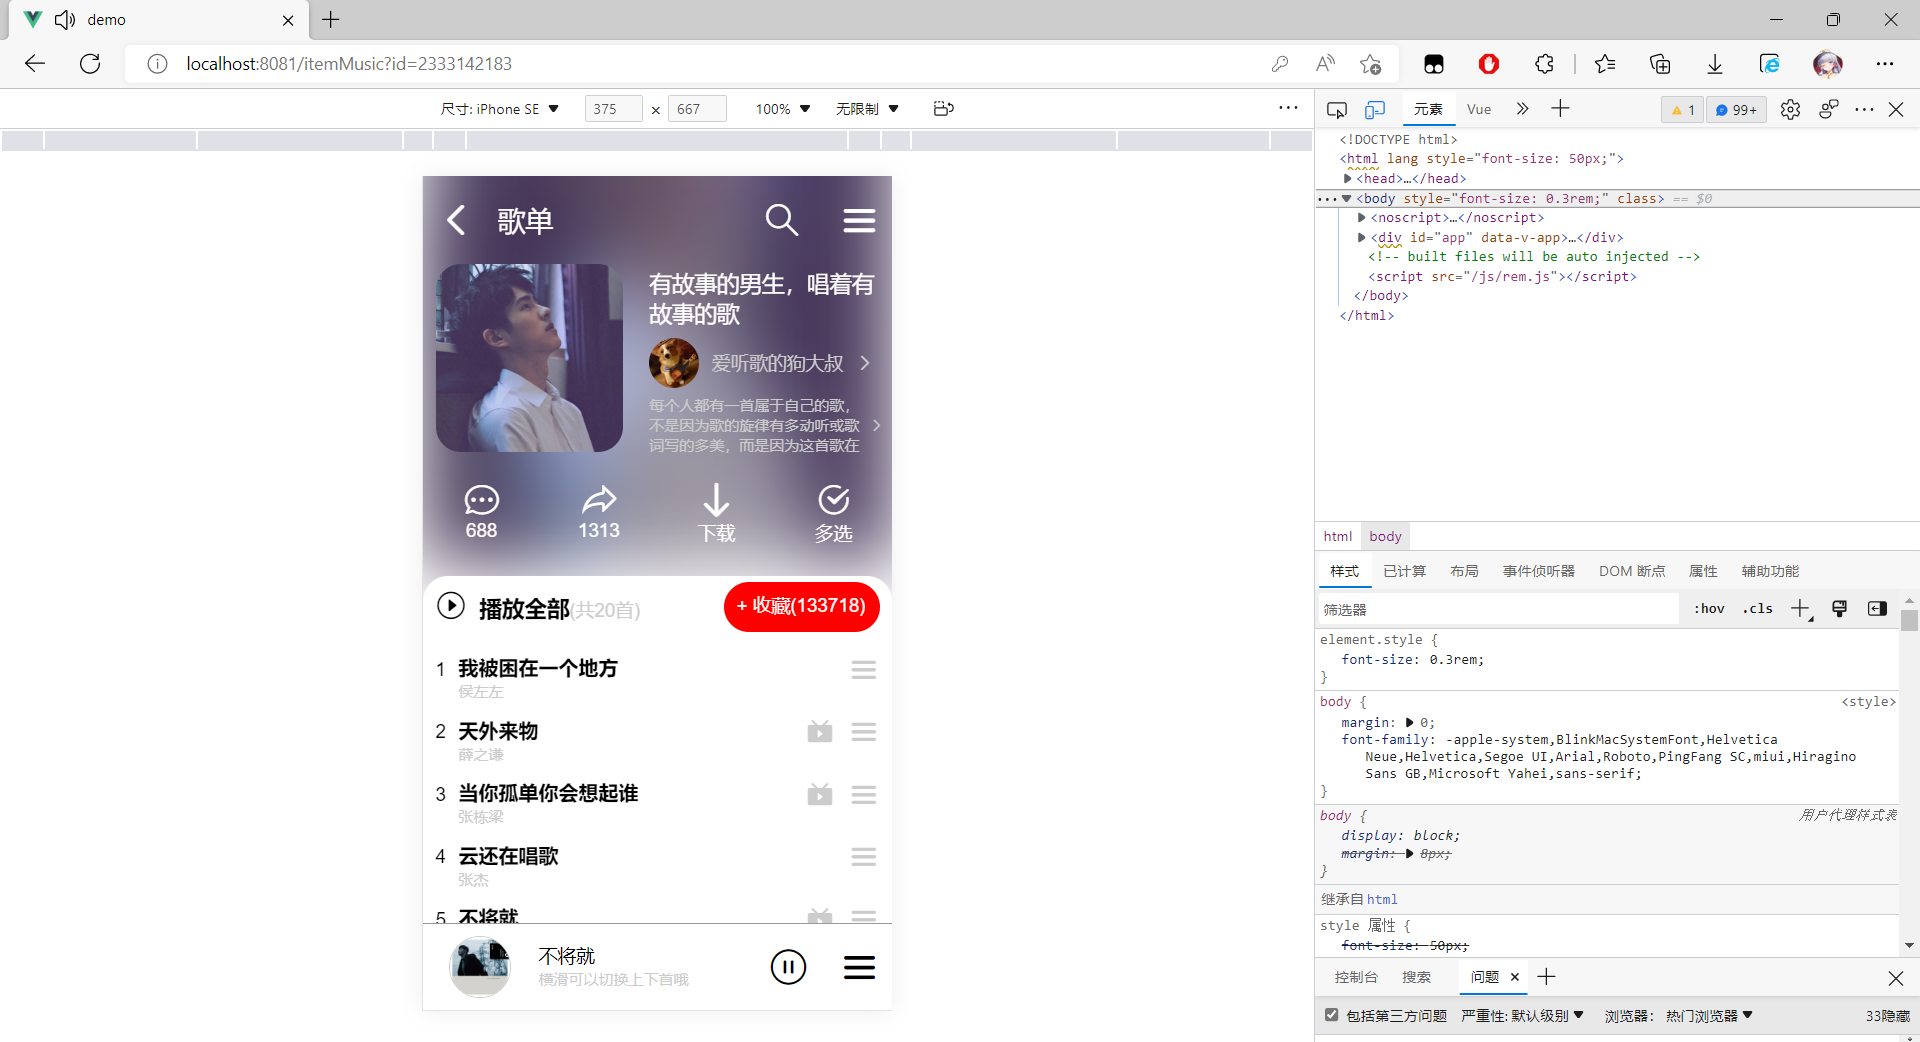 demo
localhost:8081/itemMusic?id=2333142183
尺寸: iPhone SE
375 × 667
100%
无限制
元素
Vue
1
99+
歌单
有故事的男生，唱着有
故事的歌
爱听歌的狗大叔
每个人都有一首属于自己的歌，
不是因为歌的旋律有多动听或歌
词写的多美，而是因为这首歌在
688
1313
下载
多选
播放全部(共20首)
+ 收藏(133718)
1 我被困在一个地方
侯左左
2 天外来物
薛之谦
3 当你孤单你会想起谁
张栋梁
4 云还在唱歌
张杰
5 不将就
不将就
横滑可以切换上下首哦
<!DOCTYPE html>
<html lang style="font-size: 50px;">
<head>…</head>
<body style="font-size: 0.3rem;" class> == $0
<noscript>…</noscript>
<div id="app" data-v-app>…</div>
<!-- built files will be auto injected -->
<script src="/js/rem.js"></script>
</body>
</html>
html body
样式 已计算 布局 事件侦听器 DOM 断点 属性 辅助功能
筛选器
:hov .cls
element.style {
font-size: 0.3rem;
}
body {
<style>
margin: 0;
font-family: -apple-system,BlinkMacSystemFont,Helvetica
Neue,Helvetica,Segoe UI,Arial,Roboto,PingFang SC,miui,Hiragino
Sans GB,Microsoft Yahei,sans-serif;
}
body {
用户代理样式表
display: block;
margin: 8px;
}
继承自 html
style 属性 {
font-size: 50px;
控制台 搜索 问题
包括第三方问题 严重性: 默认级别 浏览器: 热门浏览器 33隐藏